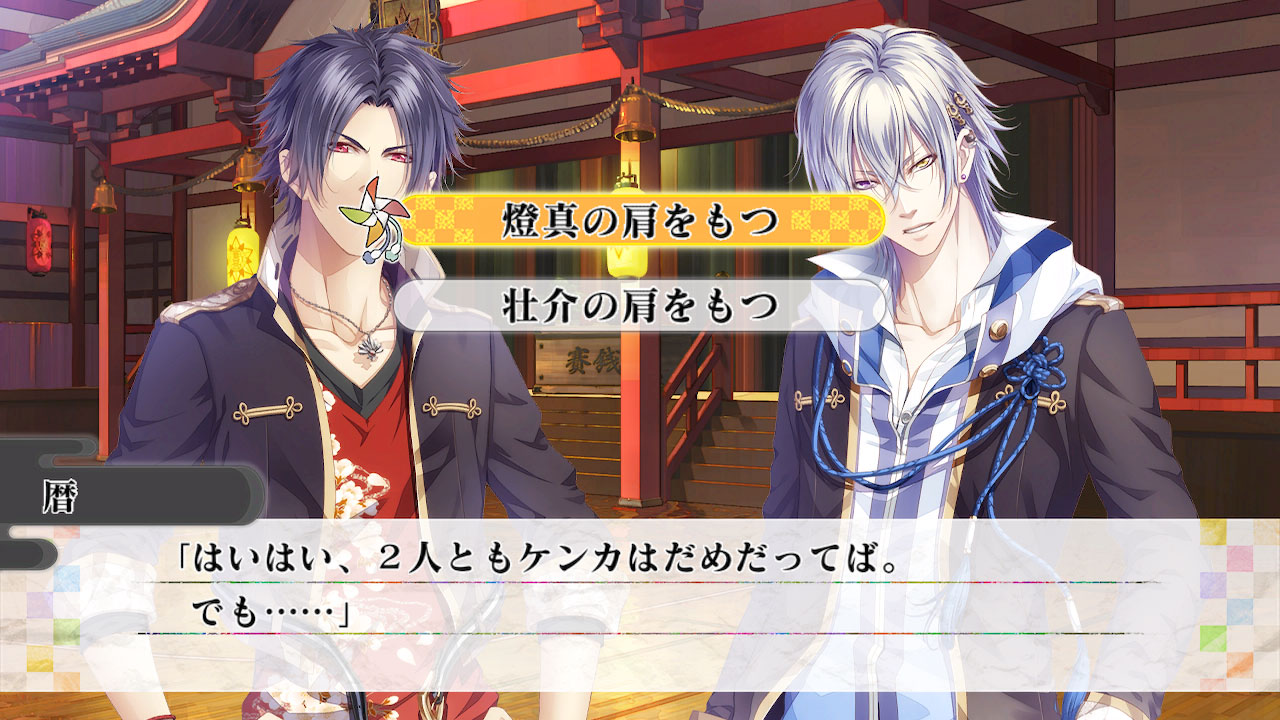 燈真の肩をもつ
壮介の肩をもつ
賽銭
暦
「はいはい、２人ともケンカはだめだってば。
でも……」